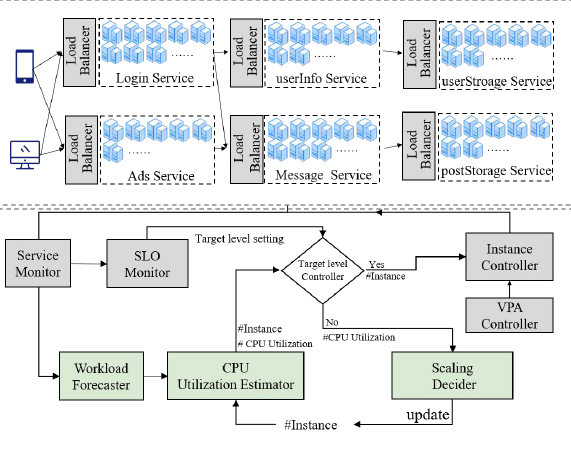 Load
Balancer
......
Login Service
Load
Balancer
......
userInfo Service
Load
Balancer
......
userStroage Service
Load
Balancer
......
Ads Service
Load
Balancer
......
Message Service
Load
Balancer
......
postStorage Service
Service
Monitor
SLO
Monitor
Target level setting
Target level
Controller
Yes
#Instance
Instance
Controller
VPA
Controller
#Instance
# CPU Utilization
No
#CPU Utilization
Workload
Forecaster
CPU
Utilization Estimator
Scaling
Decider
update
#Instance